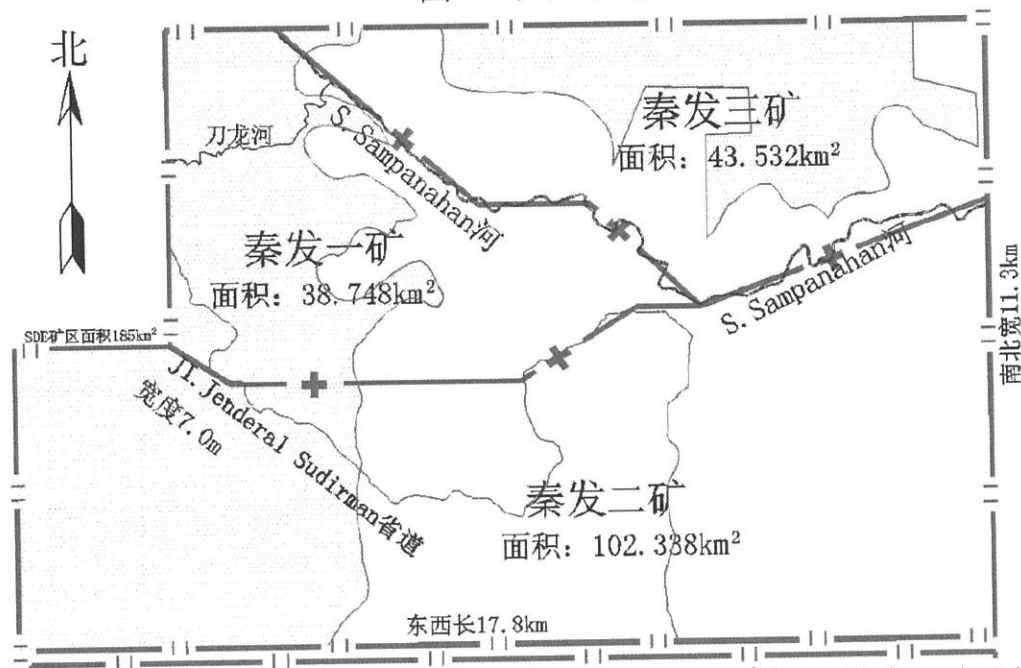 北
秦发三矿
面积: 43.532km²
刀龙河
S. Sampanahan河
秦发一矿
面积: 38.748km²
S. Sampanahan河
南北宽11.3km
SDE矿区面积185km²
Jl. Jenderal Sudirman省道
宽度7.0m
秦发二矿
面积: 102.338km²
东西长17.8km